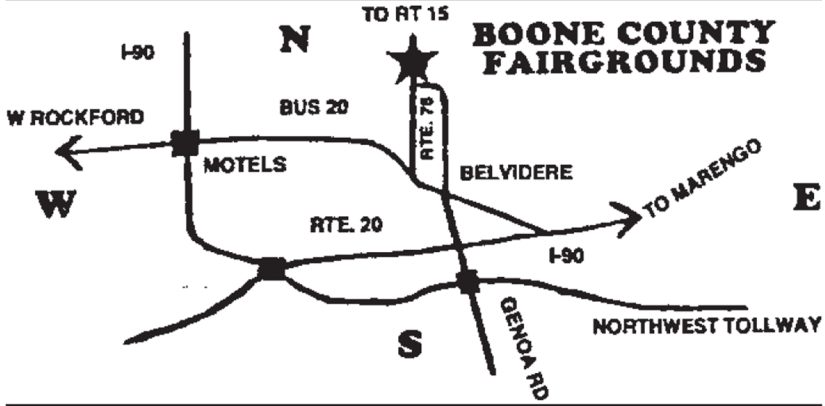 TO RT 15
N
BOONE COUNTY
FAIRGROUNDS
I-90
BUS 20
RTE. 76
W ROCKFORD
MOTELS
BELVIDERE
TO MARENGO
W
E
RTE. 20
I-90
S
GENOA RD
NORTHWEST TOLLWAY